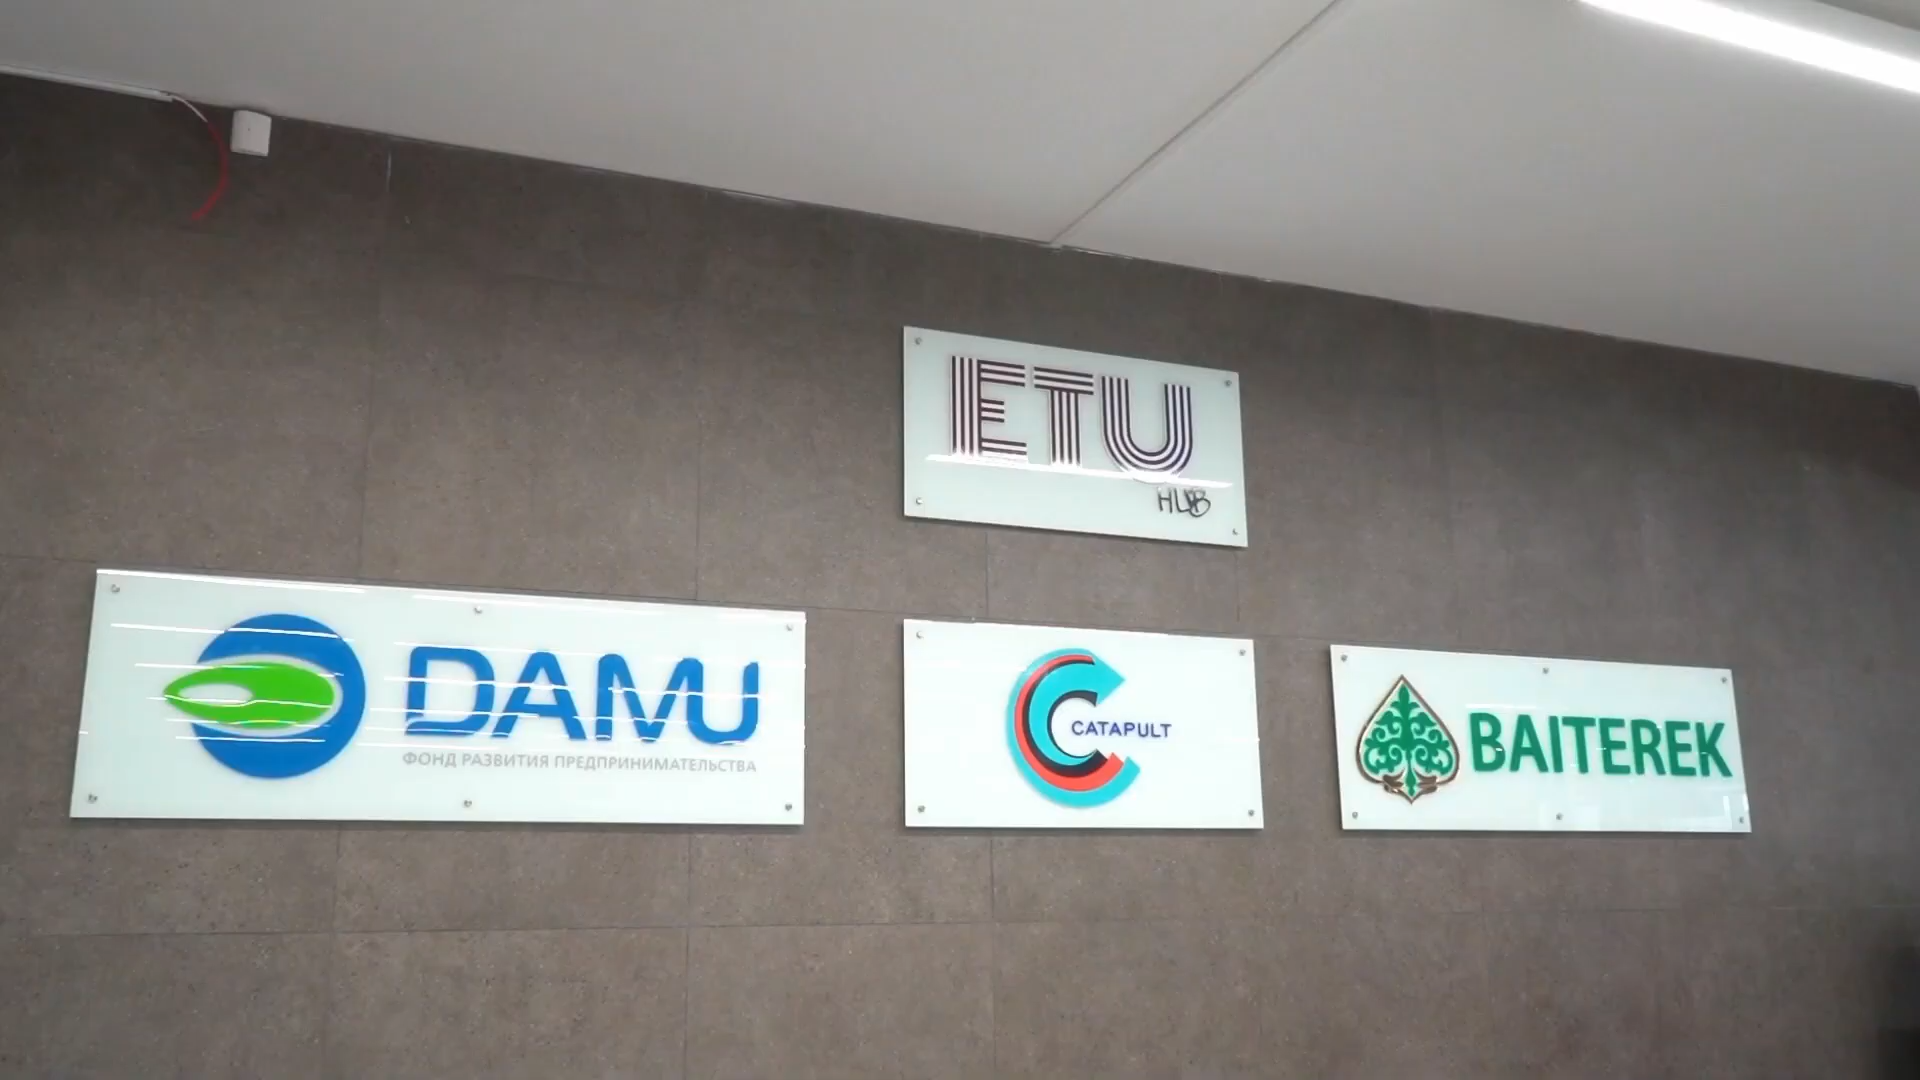 ETU
HUB
DAMU
ФОНД РАЗВИТИЯ ПРЕДПРИНИМАТЕЛЬСТВА
CATAPULT
BAITEREK